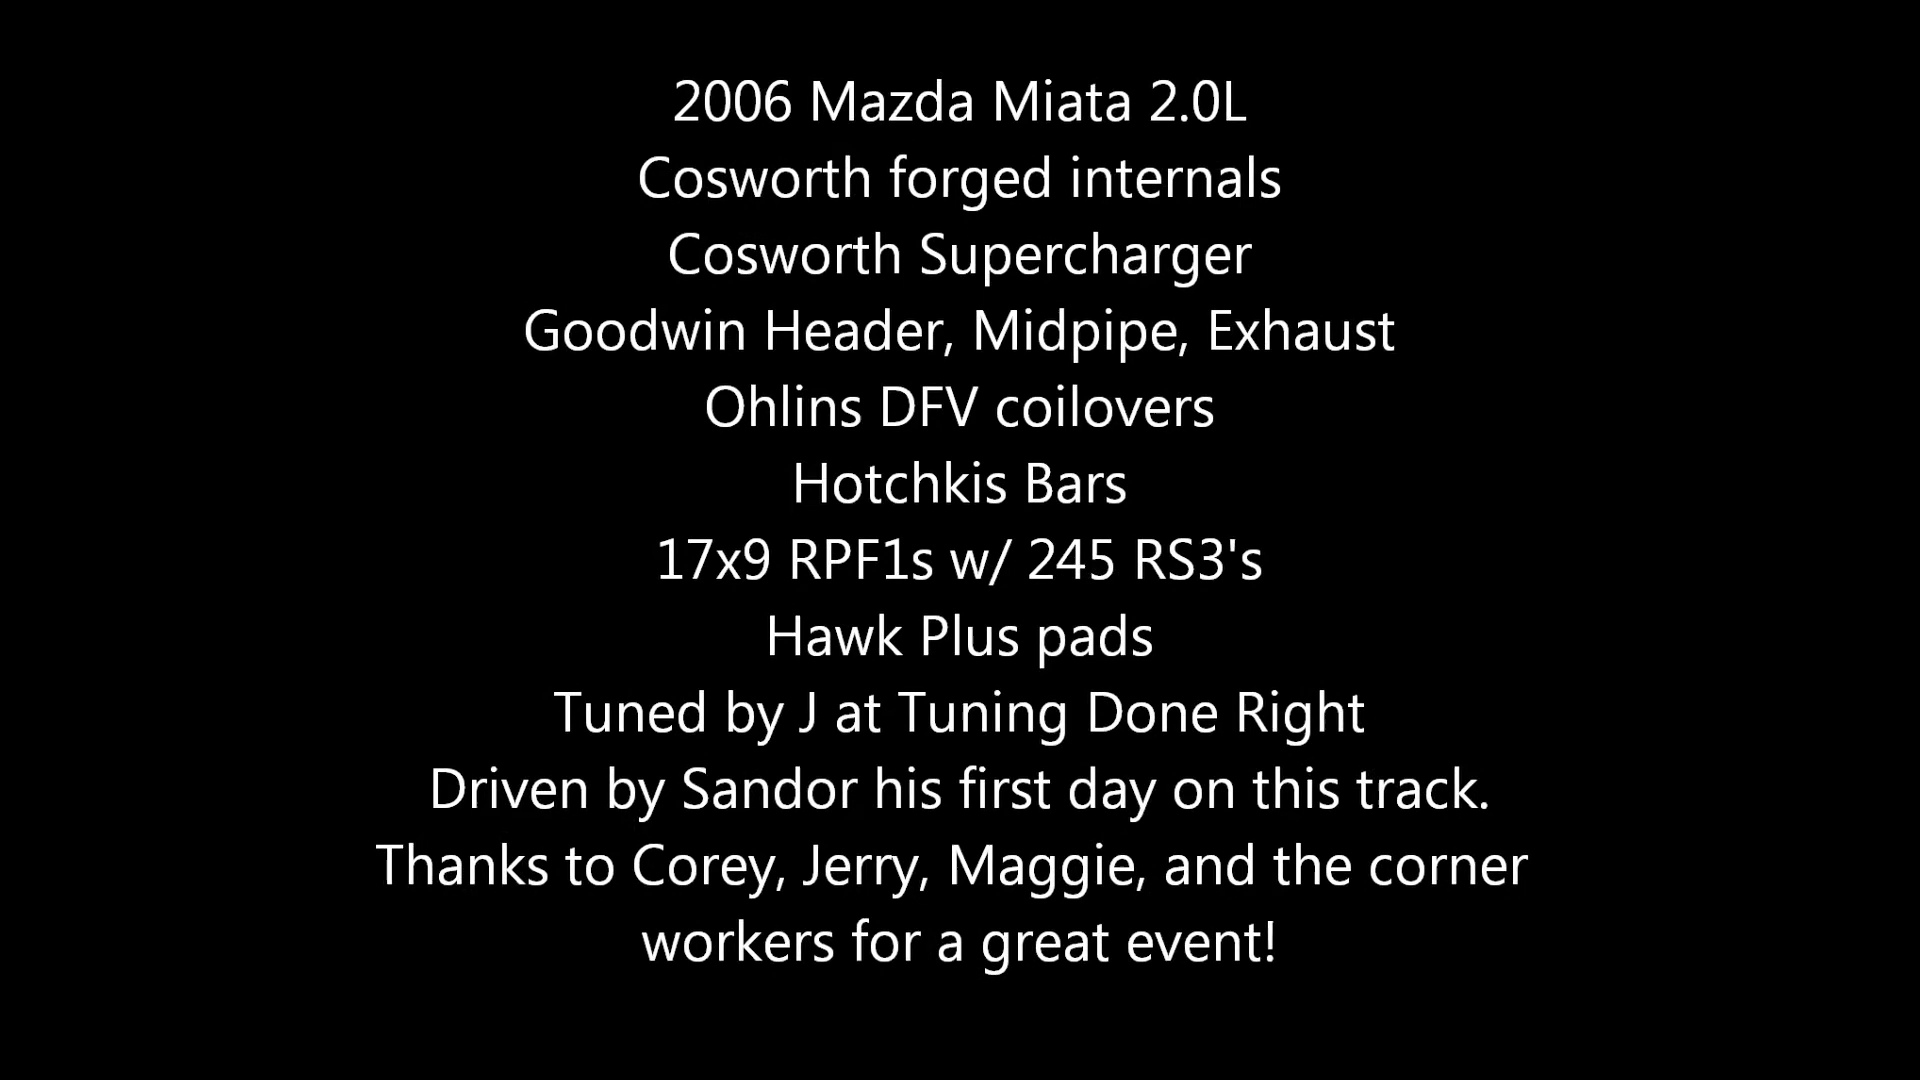 2006 Mazda Miata 2.0L
Cosworth forged internals
Cosworth Supercharger
Goodwin Header, Midpipe, Exhaust
Ohlins DFV coilovers
Hotchkis Bars
17x9 RPF1s w/ 245 RS3's
Hawk Plus pads
Tuned by J at Tuning Done Right
Driven by Sandor his first day on this track.
Thanks to Corey, Jerry, Maggie, and the corner
workers for a great event!